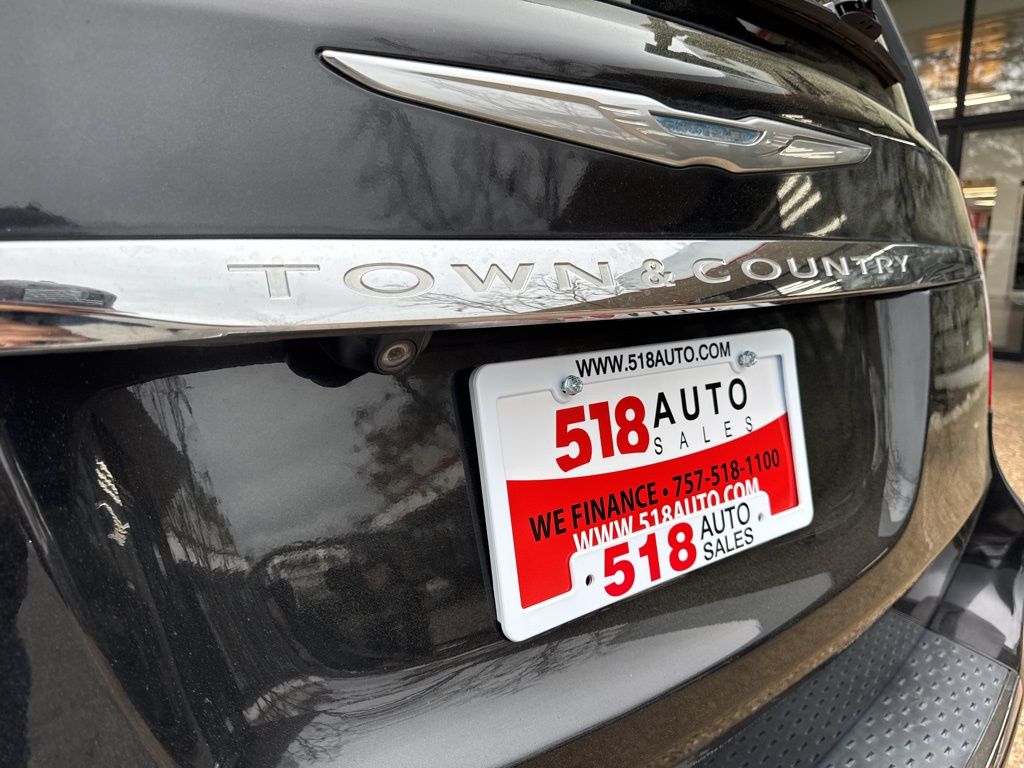 CHRYSLER
TOWN & COUNTRY
WWW.518AUTO.COM
518 AUTO
SALES
WE FINANCE • 757-518-1100
WWW.518AUTO.COM
518 AUTO
SALES